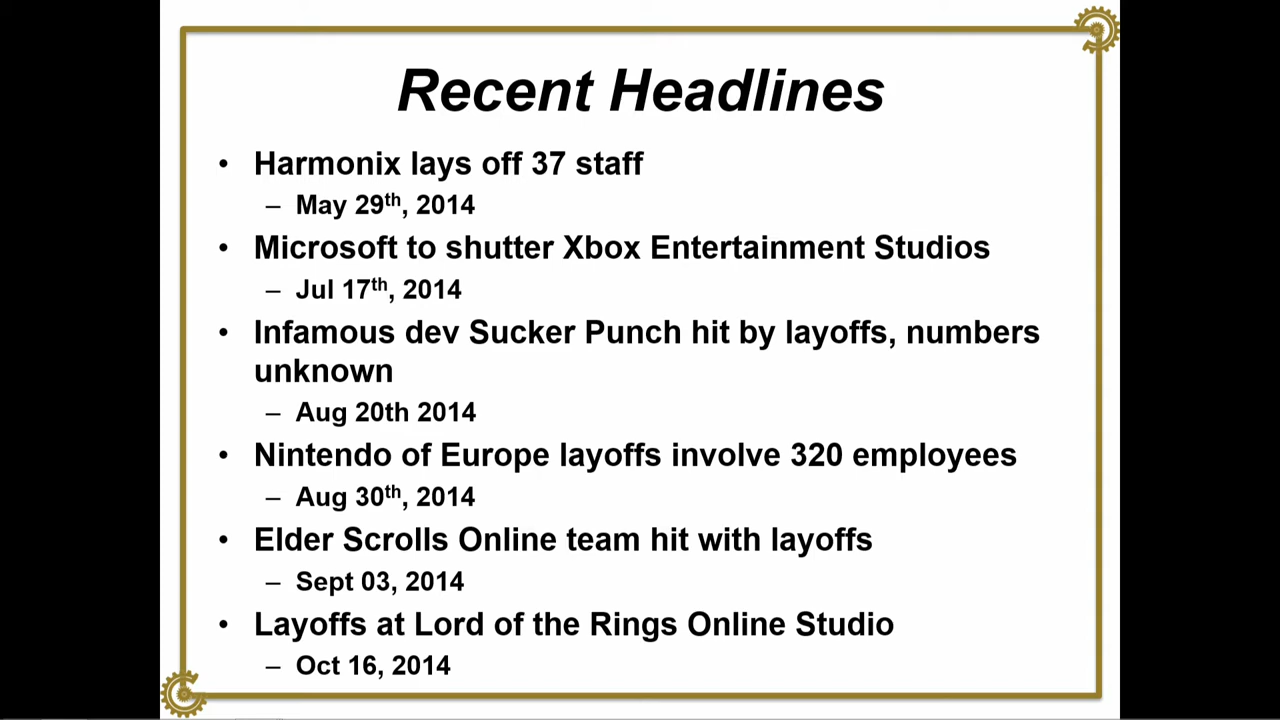 Recent Headlines
• Harmonix lays off 37 staff
– May 29th, 2014
• Microsoft to shutter Xbox Entertainment Studios
– Jul 17th, 2014
• Infamous dev Sucker Punch hit by layoffs, numbers
unknown
– Aug 20th 2014
• Nintendo of Europe layoffs involve 320 employees
– Aug 30th, 2014
• Elder Scrolls Online team hit with layoffs
– Sept 03, 2014
• Layoffs at Lord of the Rings Online Studio
– Oct 16, 2014